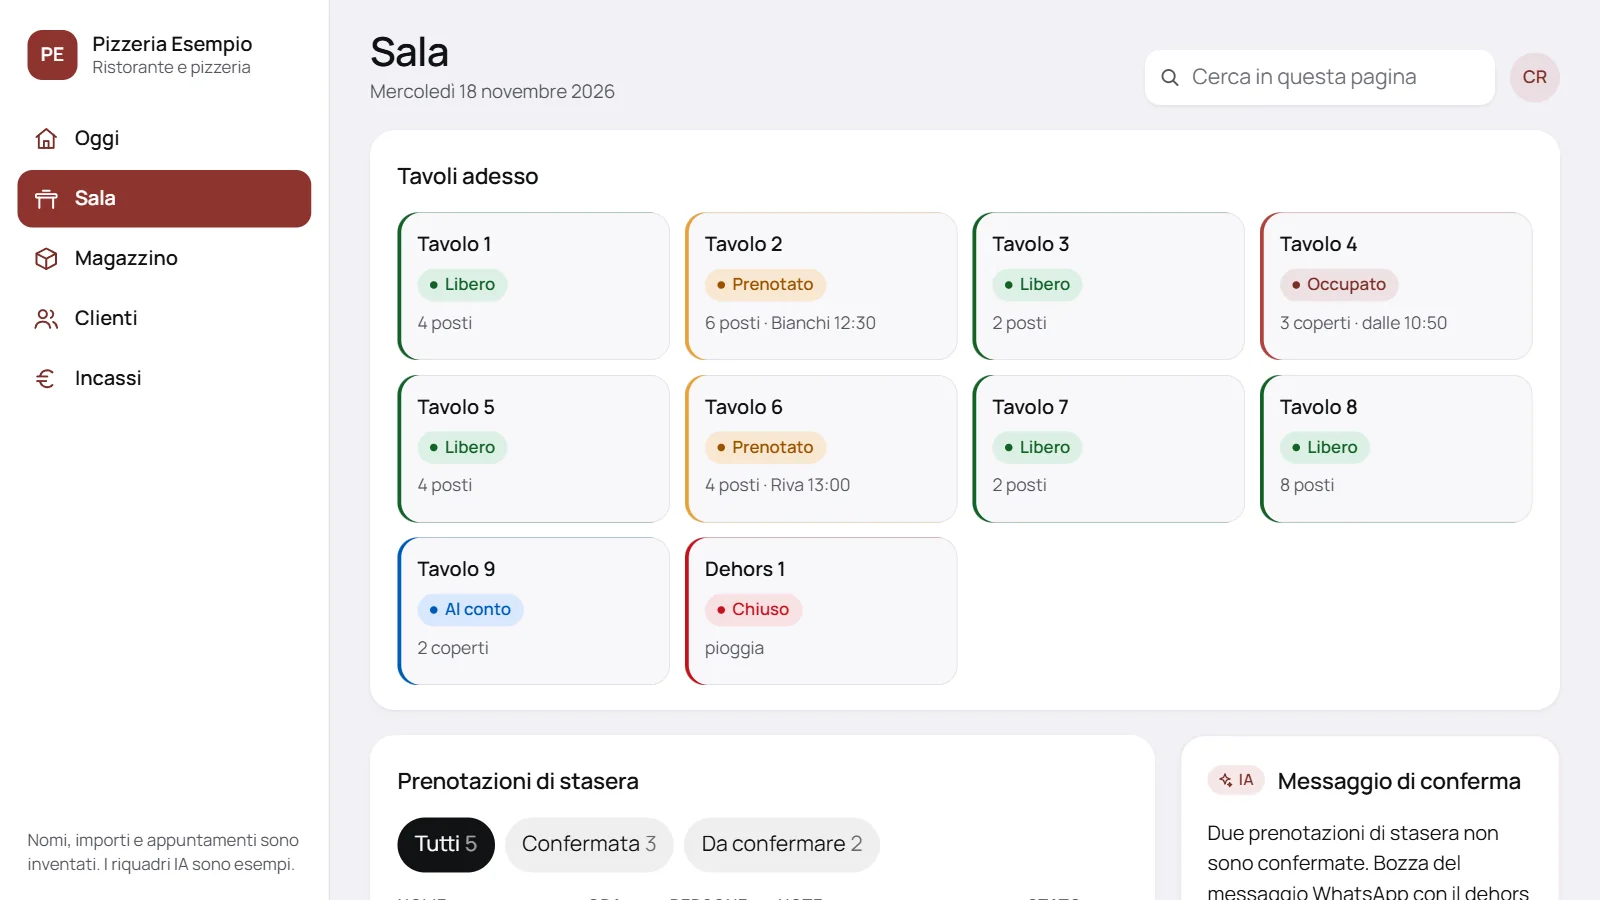 PE
Pizzeria Esempio
Ristorante e pizzeria
Oggi
Sala
Magazzino
Clienti
Incassi
Nomi, importi e appuntamenti sono
inventati. I riquadri IA sono esempi.
Sala
Mercoledì 18 novembre 2026
Cerca in questa pagina
CR
Tavoli adesso
Tavolo 1
Libero
4 posti
Tavolo 2
Prenotato
6 posti · Bianchi 12:30
Tavolo 3
Libero
2 posti
Tavolo 4
Occupato
3 coperti · dalle 10:50
Tavolo 5
Libero
4 posti
Tavolo 6
Prenotato
4 posti · Riva 13:00
Tavolo 7
Libero
2 posti
Tavolo 8
Libero
8 posti
Tavolo 9
Al conto
2 coperti
Dehors 1
Chiuso
pioggia
Prenotazioni di stasera
Tutti 5
Confermata 3
Da confermare 2
IA Messaggio di conferma
Due prenotazioni di stasera non
sono confermate. Bozza del
messaggio WhatsApp con il dehors